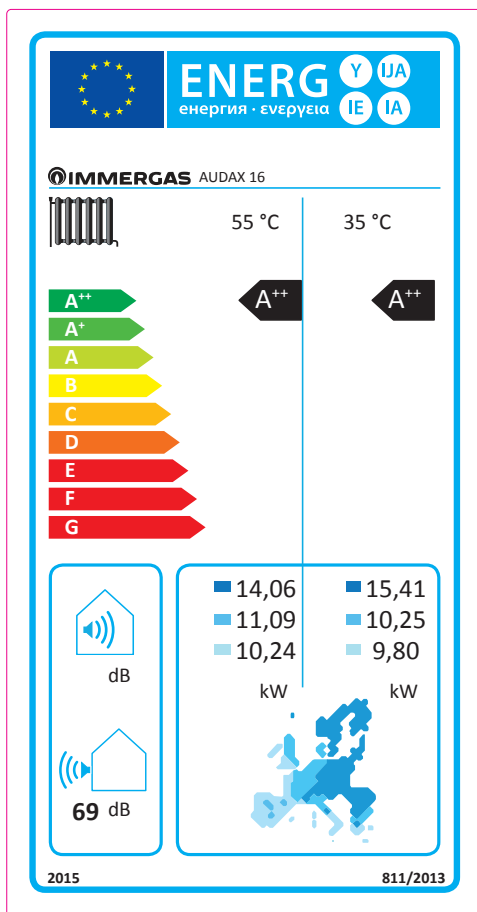 ENERG Y IJA
енергия · ενεργεια IE IA
IMMERGAS AUDAX 16
55 °C 35 °C
A++ A++ A++
A+
A
B
C
D
E
F
G
14,06 15,41
11,09 10,25
10,24 9,80
dB kW kW
69 dB
2015 811/2013